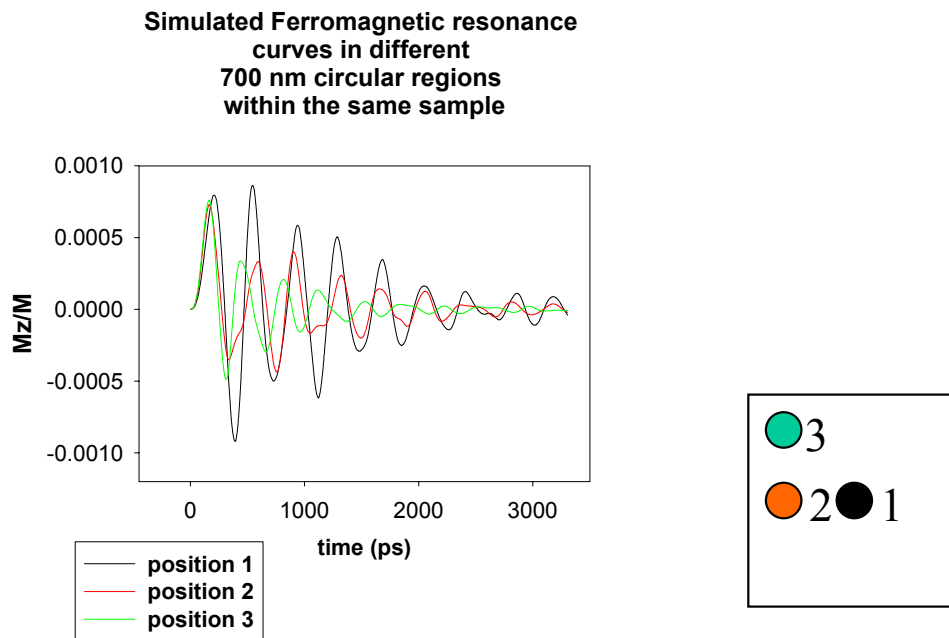 Simulated Ferromagnetic resonance
curves in different
700 nm circular regions
within the same sample
Mz/M
0.0010
0.0005
0.0000
-0.0005
-0.0010
0
1000
2000
3000
time (ps)
position 1
position 2
position 3
3
2
1